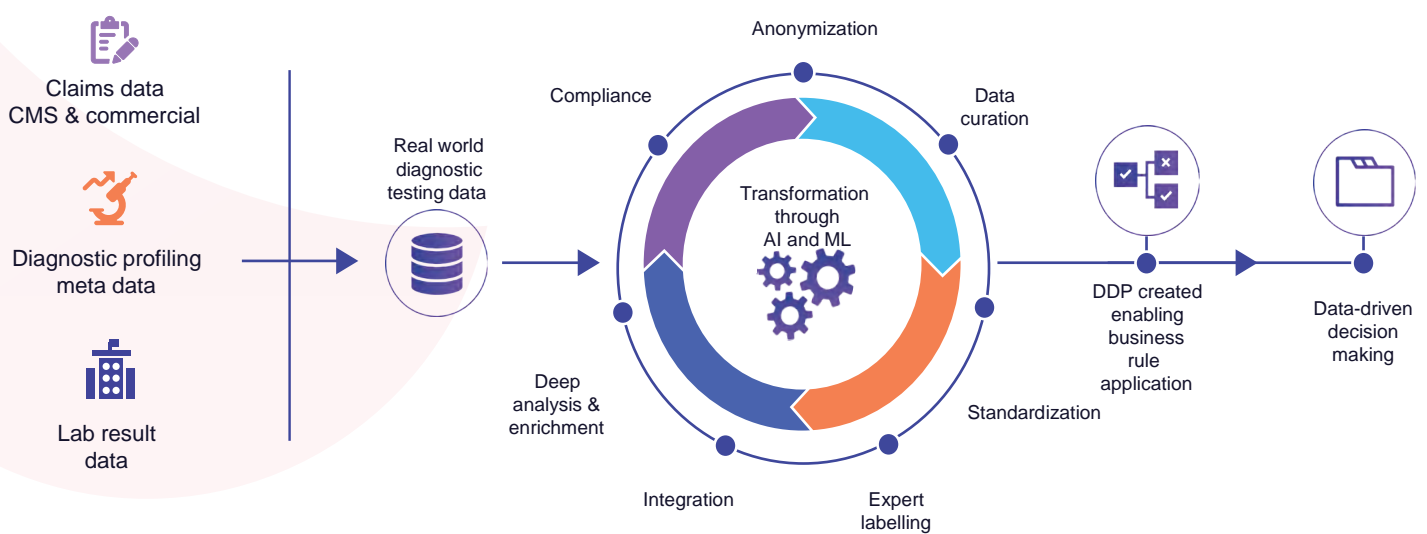 Claims data
CMS & commercial
Diagnostic profiling
meta data
Lab result
data
Real world
diagnostic
testing data
Anonymization
Compliance
Data
curation
Transformation
through
AI and ML
Deep
analysis &
enrichment
Standardization
Integration
Expert
labelling
DDP created
enabling
business
rule
application
Data-driven
decision
making